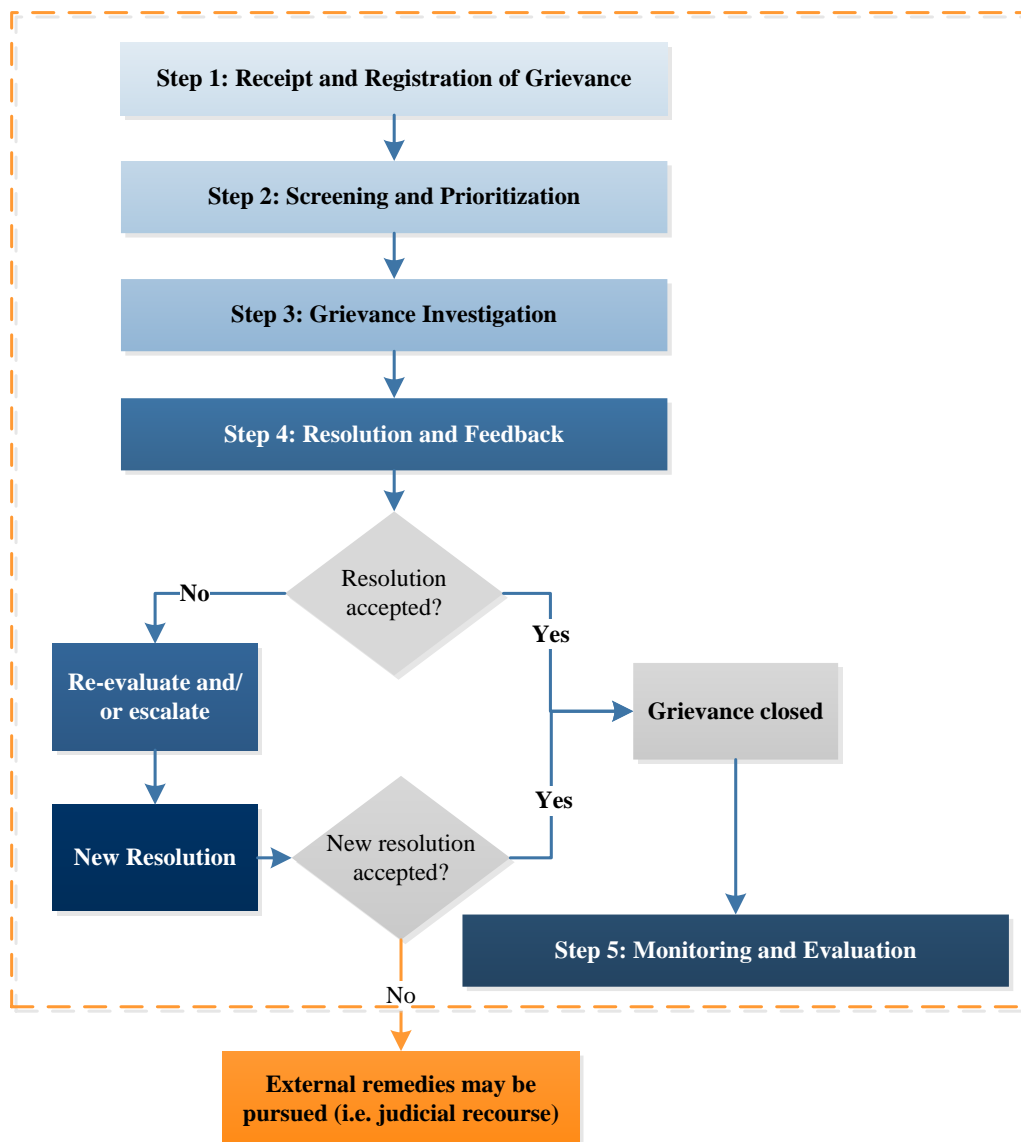 Step 1: Receipt and Registration of Grievance
Step 2: Screening and Prioritization
Step 3: Grievance Investigation
Step 4: Resolution and Feedback
Resolution
accepted?
No
Yes
Re-evaluate and/
or escalate
Grievance closed
New Resolution
New resolution
accepted?
Yes
Step 5: Monitoring and Evaluation
No
External remedies may be
pursued (i.e. judicial recourse)